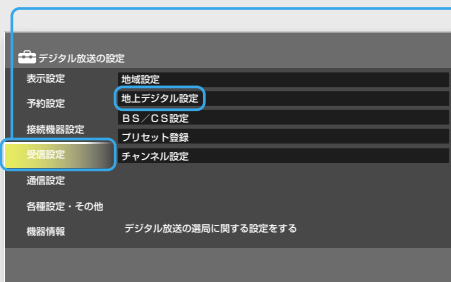 デジタル放送の設定
表示設定
予約設定
接続機器設定
受信設定
通信設定
各種設定・その他
機器情報
地域設定
地上デジタル設定
BS/CS設定
プリセット登録
チャンネル設定
デジタル放送の選局に関する設定をする